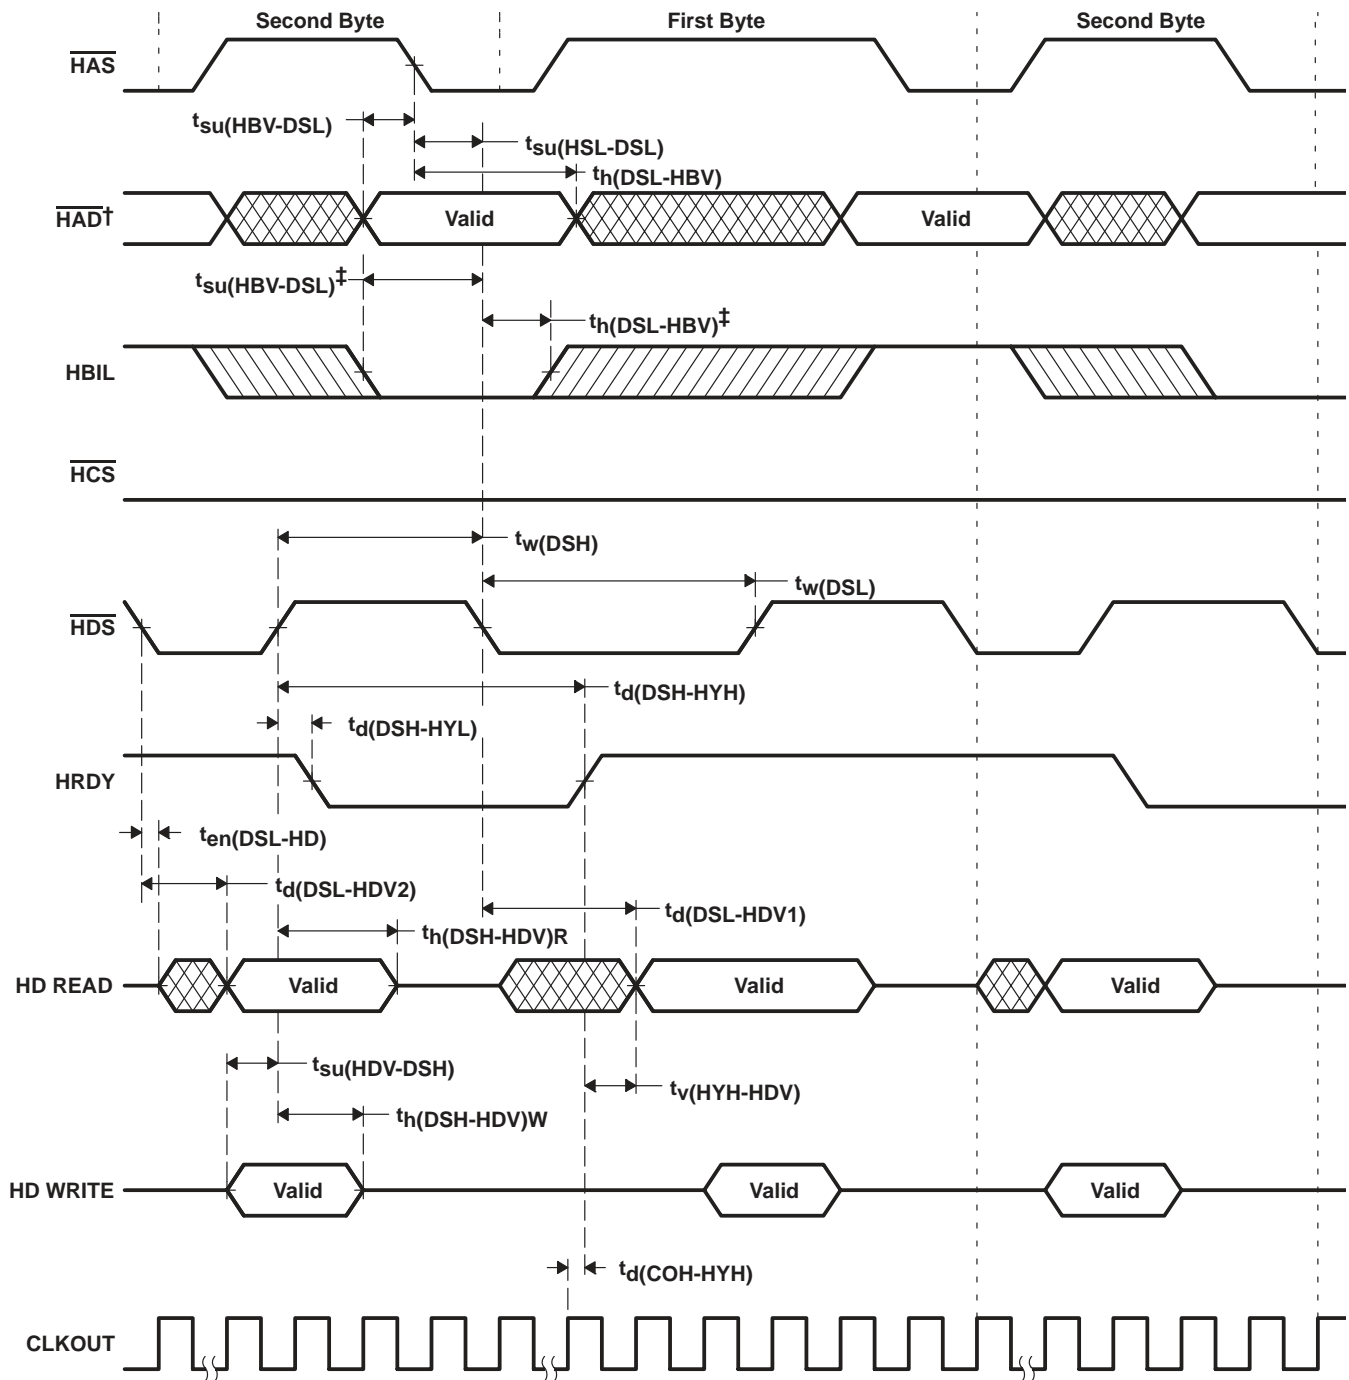 Second Byte First Byte Second Byte
HAS
tsu(HBV-DSL)
tsu(HSL-DSL)
th(DSL-HBV)
HAD† Valid Valid
tsu(HBV-DSL)‡
th(DSL-HBV)‡
HBIL
HCS
tw(DSH)
tw(DSL)
HDS
td(DSH-HYH)
td(DSH-HYL)
HRDY
ten(DSL-HD)
td(DSL-HDV2)
td(DSL-HDV1)
th(DSH-HDV)R
HD READ Valid Valid Valid
tsu(HDV-DSH)
tv(HYH-HDV)
th(DSH-HDV)W
HD WRITE Valid Valid Valid
td(COH-HYH)
CLKOUT